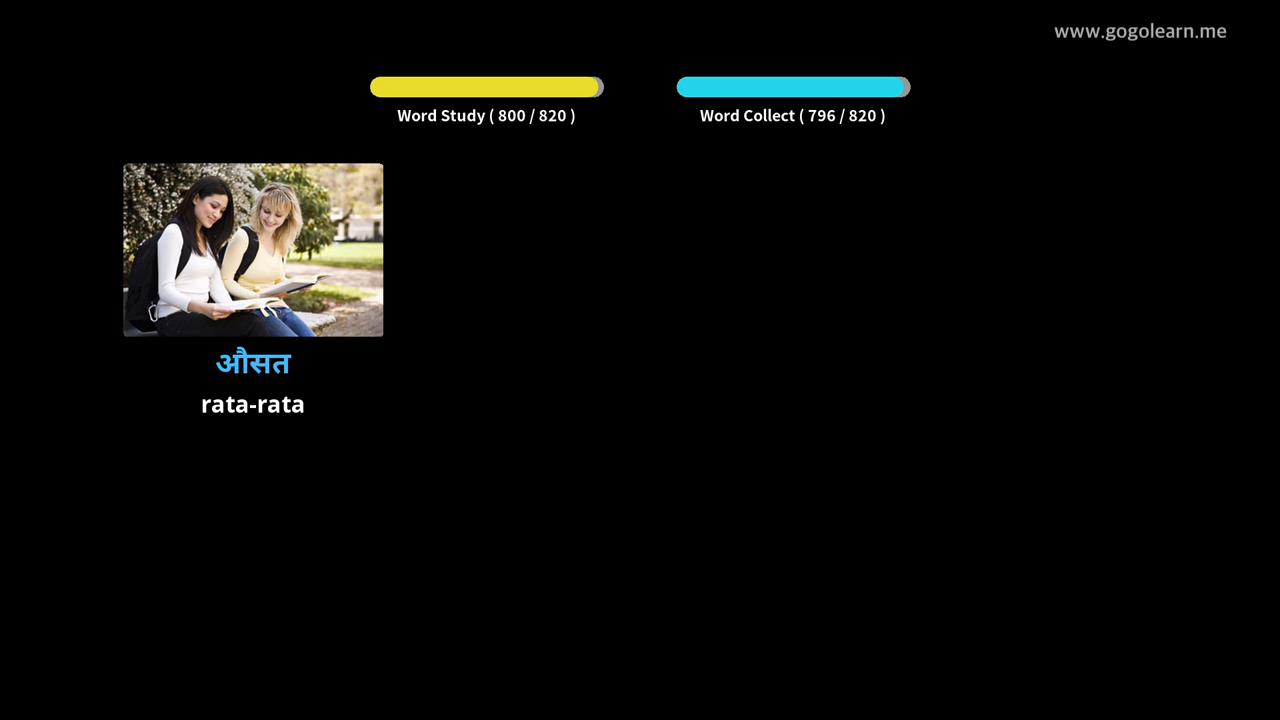 www.gogolearn.me
Word Study ( 800 / 820 )
Word Collect ( 796 / 820 )
औसत
rata-rata